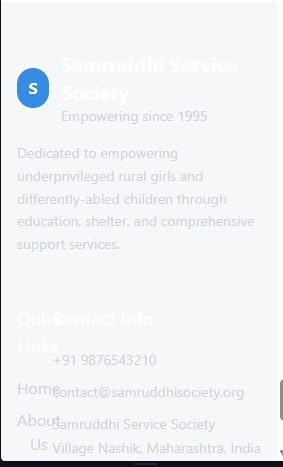 S
Samruddhi Service
Society
Empowering since 1995
Dedicated to empowering
underprivileged rural girls and
differently-abled children through
education, shelter, and comprehensive
support services.
Quick
Links
Home
About
Us
Contact Info
+91 9876543210
contact@samruddhisociety.org
Samruddhi Service Society
Village Nashik, Maharashtra, India